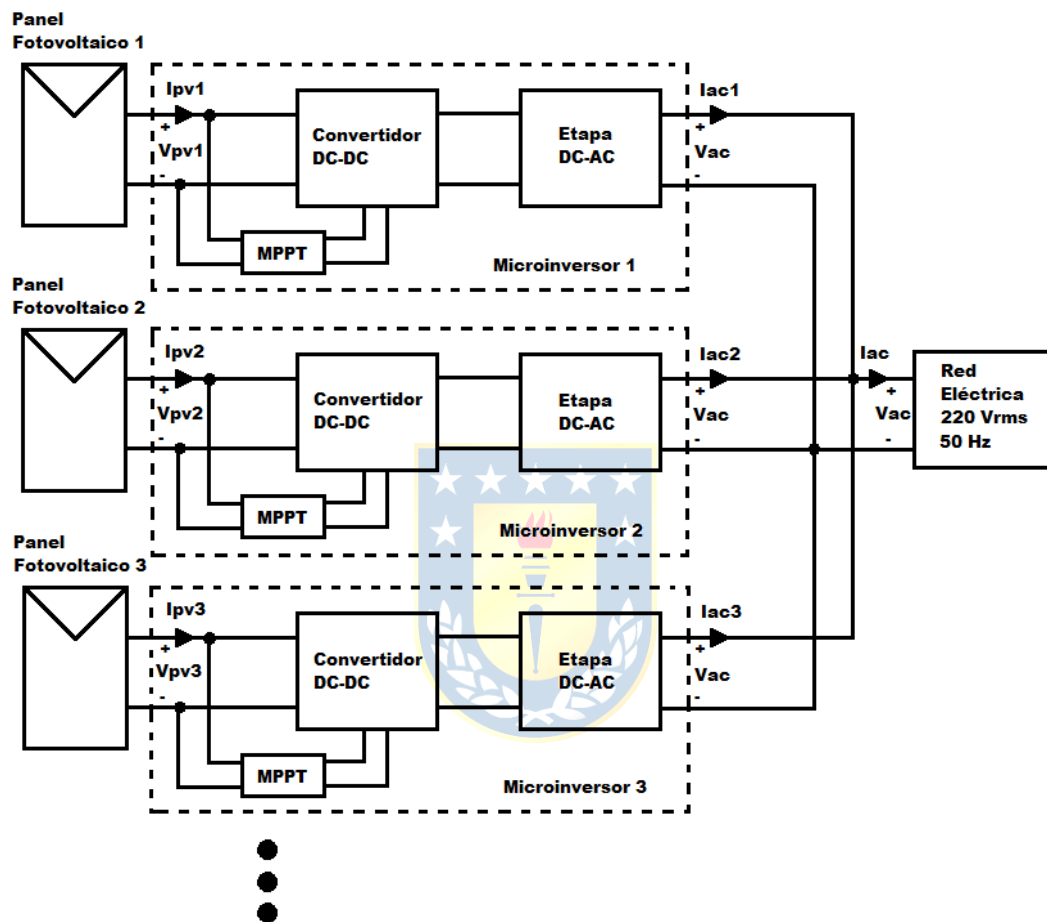 Panel
Fotovoltaico 1
Ipv1
+
Vpv1
-
Convertidor
DC-DC
MPPT
Etapa
DC-AC
Microinversor 1
Iac1
+
Vac
-
Panel
Fotovoltaico 2
Ipv2
+
Vpv2
-
Convertidor
DC-DC
MPPT
Etapa
DC-AC
Microinversor 2
Iac2
+
Vac
-
Iac
+
Vac
-
Red
Eléctrica
220 Vrms
50 Hz
Panel
Fotovoltaico 3
Ipv3
+
Vpv3
-
Convertidor
DC-DC
MPPT
Etapa
DC-AC
Microinversor 3
Iac3
+
Vac
-